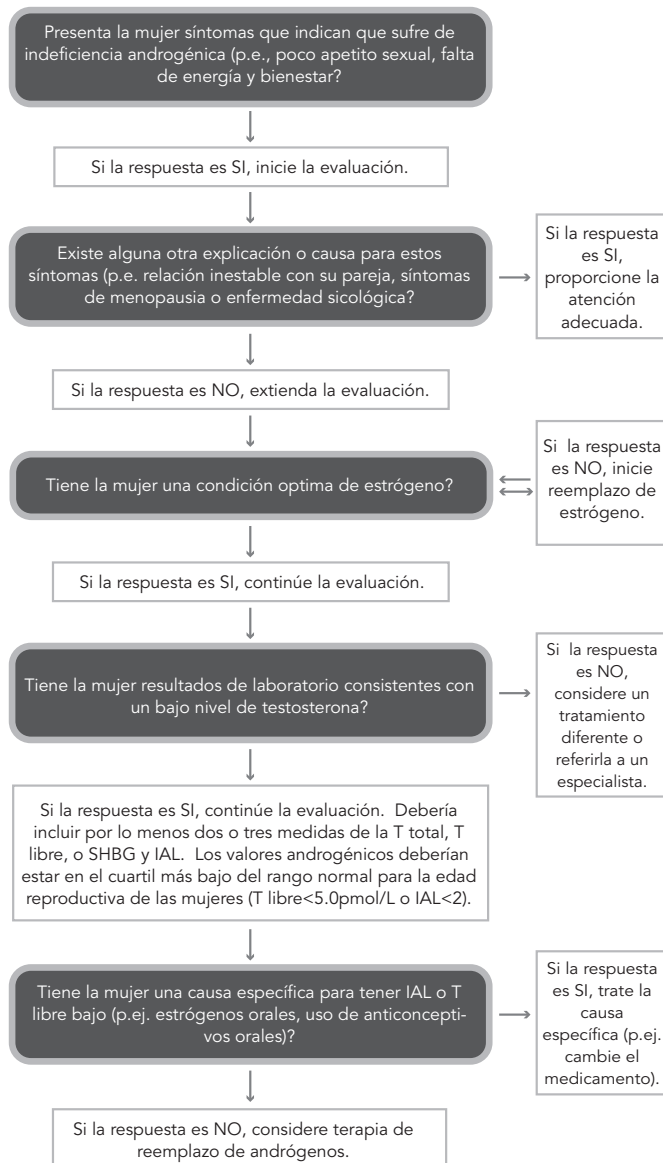 Presenta la mujer síntomas que indican que sufre de
indeficiencia androgénica (p.e., poco apetito sexual, falta
de energía y bienestar?
Si la respuesta es SI, inicie la evaluación.
Existe alguna otra explicación o causa para estos
síntomas (p.e. relación inestable con su pareja, síntomas
de menopausia o enfermedad sicológica?
Si la respuesta
es SI,
proporcione la
atención
adecuada.
Si la respuesta es NO, extienda la evaluación.
Tiene la mujer una condición optima de estrógeno?
Si la respuesta
es NO, inicie
reemplazo de
estrógeno.
Si la respuesta es SI, continúe la evaluación.
Tiene la mujer resultados de laboratorio consistentes con
un bajo nivel de testosterona?
Si la respuesta
es NO,
considere un
tratamiento
diferente o
referirla a un
especialista.
Si la respuesta es SI, continúe la evaluación. Debería
incluir por lo menos dos o tres medidas de la T total, T
libre, o SHBG y IAL. Los valores androgénicos deberían
estar en el cuartil más bajo del rango normal para la edad
reproductiva de las mujeres (T libre<5.0pmol/L o IAL<2).
Tiene la mujer una causa específica para tener IAL o T
libre bajo (p.ej. estrógenos orales, uso de anticoncepti-
vos orales)?
Si la respuesta
es SI, trate la
causa
específica (p.ej.
cambie el
medicamento).
Si la respuesta es NO, considere terapia de
reemplazo de andrógenos.